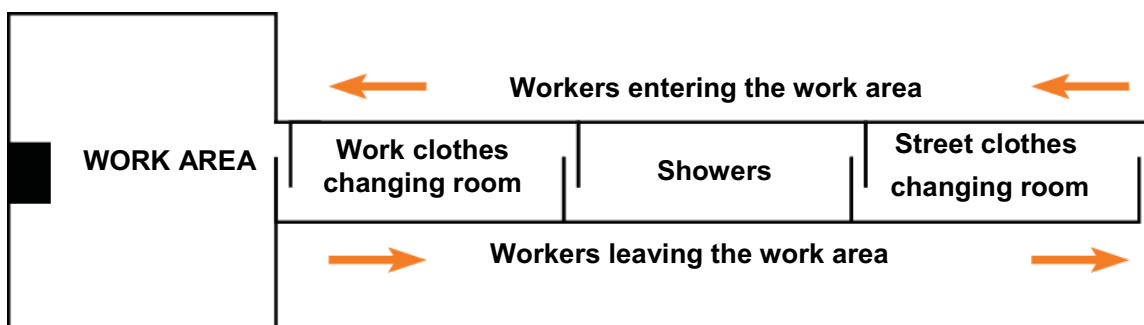 Workers entering the work area
WORK AREA
Work clothes
changing room
Showers
Street clothes
changing room
Workers leaving the work area